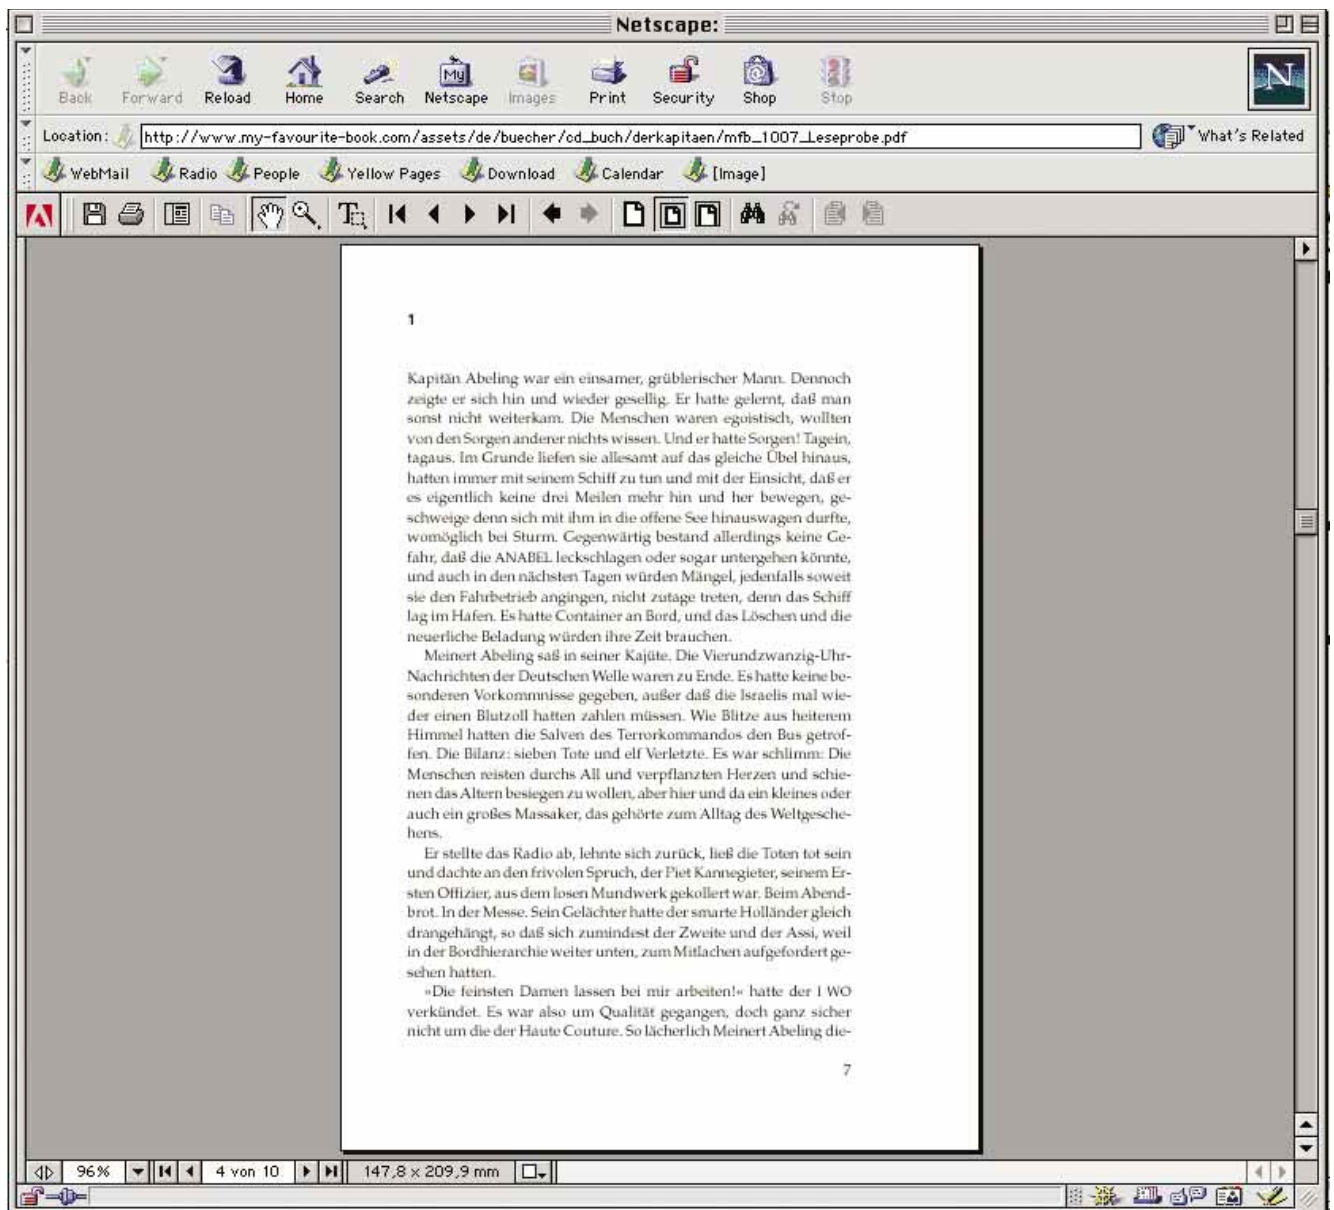 Netscape:
Back Forward Reload Home Search Netscape Images Print Security Shop Stop
Location: http://www.my-favourite-book.com/assets/de/buecher/cd_buch/derkapitaen/mfb_1007_Leseprobe.pdf What's Related
WebMail Radio People Yellow Pages Download Calendar [Image]
1
Kapitän Abeling war ein einsamer, grüblerischer Mann. Dennoch
zeigte er sich hin und wieder gesellig. Er hatte gelernt, daß man
sonst nicht weiterkam. Die Menschen waren egoistisch, wollten
von den Sorgen anderer nichts wissen. Und er hatte Sorgen! Tagein,
tagaus. Im Grunde liefen sie allesamt auf das gleiche Übel hinaus,
hatten immer mit seinem Schiff zu tun und mit der Einsicht, daß er
es eigentlich keine drei Meilen mehr hin und her bewegen, ge-
schweige denn sich mit ihm in die offene See hinauswagen durfte,
womöglich bei Sturm. Gegenwärtig bestand allerdings keine Ge-
fahr, daß die ANABEL leckschlagen oder sogar untergehen könnte,
und auch in den nächsten Tagen würden Mängel, jedenfalls soweit
sie den Fahrbetrieb angingen, nicht zutage treten, denn das Schiff
lag im Hafen. Es hatte Container an Bord, und das Löschen und die
neuerliche Beladung würden ihre Zeit brauchen.
Meinert Abeling saß in seiner Kajüte. Die Vierundzwanzig-Uhr-
Nachrichten der Deutschen Welle waren zu Ende. Es hatte keine be-
sonderen Vorkommnisse gegeben, außer daß die Israelis mal wie-
der einen Blutzoll hatten zahlen müssen. Wie Blitze aus heiterem
Himmel hatten die Salven des Terrorkommandos den Bus getrof-
fen. Die Bilanz: sieben Tote und elf Verletzte. Es war schlimm: Die
Menschen reisten durchs All und verpflanzten Herzen und schie-
nen das Altern besiegen zu wollen, aber hier und da ein kleines oder
auch ein großes Massaker, das gehörte zum Alltag des Weltgesche-
hens.
Er stellte das Radio ab, lehnte sich zurück, ließ die Toten tot sein
und dachte an den frivolen Spruch, der Piet Kannegieter, seinem Er-
sten Offizier, aus dem losen Mundwerk gekollert war. Beim Abend-
brot. In der Messe. Sein Gelächter hatte der smarte Holländer gleich
drangehängt, so daß sich zumindest der Zweite und der Assi, weil
in der Bordhierarchie weiter unten, zum Mitlachen aufgefordert ge-
sehen hatten.
»Die feinsten Damen lassen bei mir arbeiten!« hatte der I WO
verkündet. Es war also um Qualität gegangen, doch ganz sicher
nicht um die der Haute Couture. So lächerlich Meinert Abeling die-
7
96% 4 von 10 147,8 × 209,9 mm